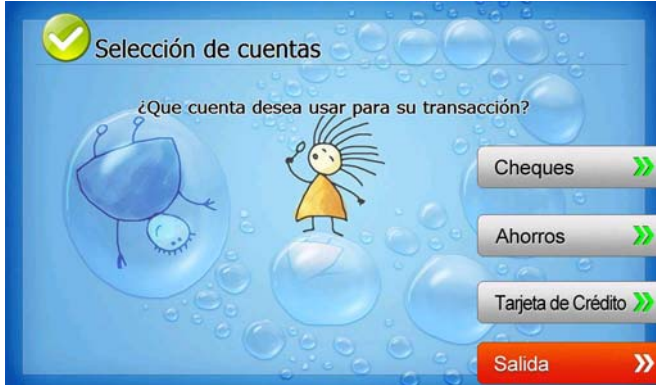 Selección de cuentas
¿Que cuenta desea usar para su transacción?
Cheques
Ahorros
Tarjeta de Crédito
Salida